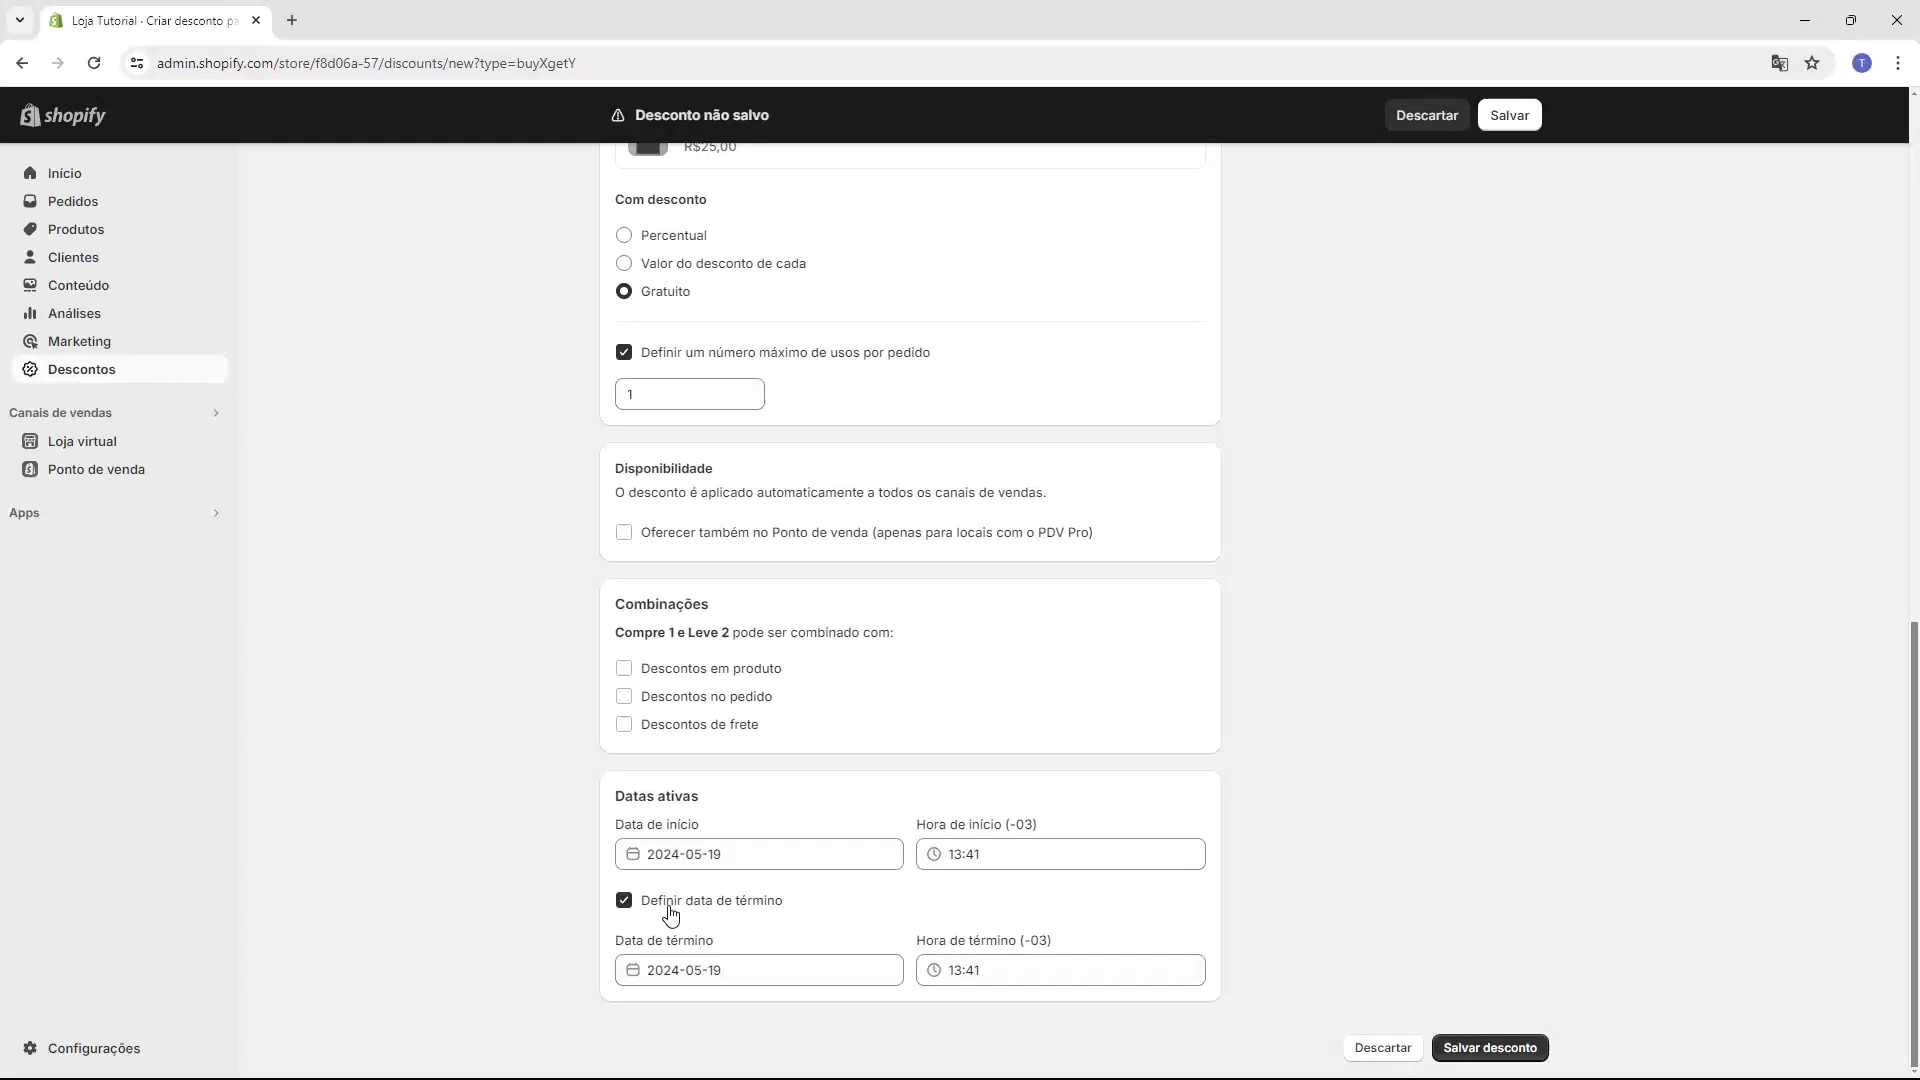 Loja Tutorial · Criar desconto pa
admin.shopify.com/store/f8d06a-57/discounts/new?type=buyXgetY
T
shopify
Desconto não salvo
Descartar
Salvar
Início
Pedidos
Produtos
Clientes
Conteúdo
Análises
Marketing
Descontos
Canais de vendas
Loja virtual
Ponto de venda
Apps
Configurações
R$25,00
Com desconto
Percentual
Valor do desconto de cada
Gratuito
Definir um número máximo de usos por pedido
1
Disponibilidade
O desconto é aplicado automaticamente a todos os canais de vendas.
Oferecer também no Ponto de venda (apenas para locais com o PDV Pro)
Combinações
Compre 1 e Leve 2 pode ser combinado com:
Descontos em produto
Descontos no pedido
Descontos de frete
Datas ativas
Data de início
Hora de início (-03)
2024-05-19
13:41
Definir data de término
Data de término
Hora de término (-03)
2024-05-19
13:41
Descartar
Salvar desconto